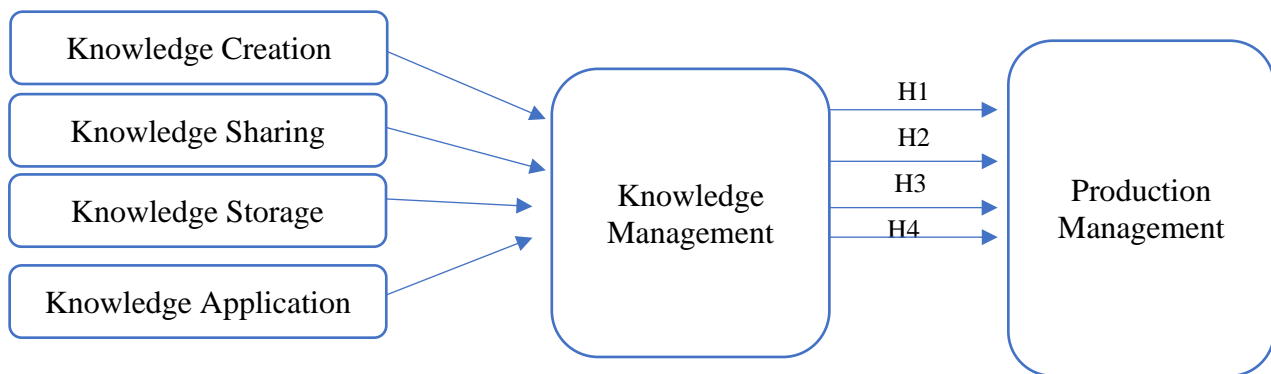 Knowledge Creation
Knowledge Sharing
Knowledge Storage
Knowledge Application
Knowledge
Management
H1
H2
H3
H4
Production
Management